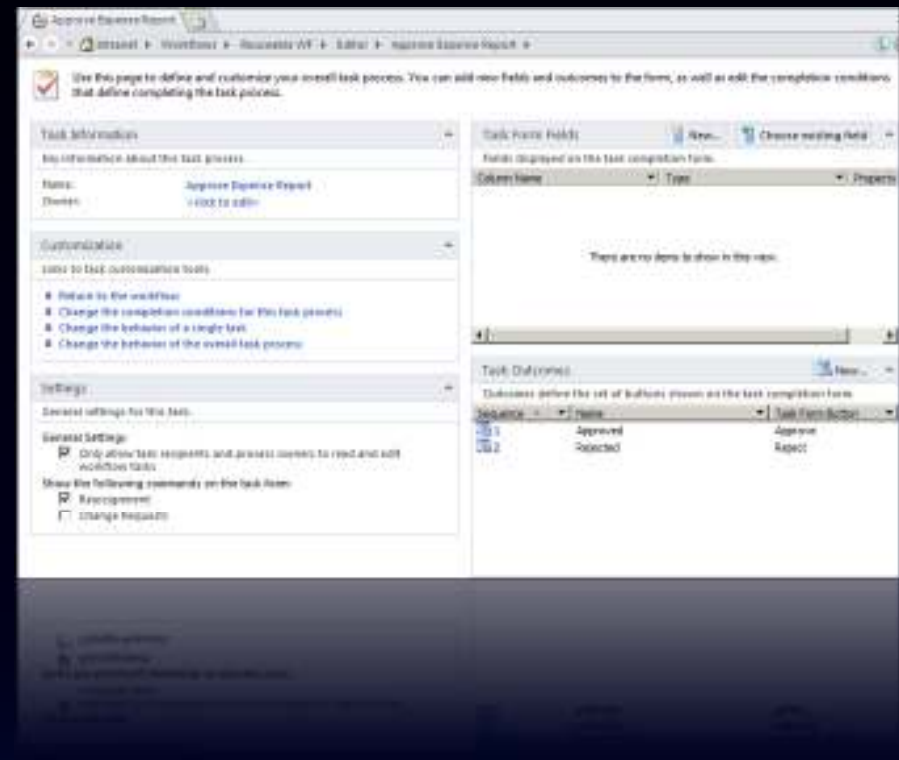 Approve Expense Report
Intranet Workflows Reusable WF Editor Approve Expense Report
Use this page to define and customize your overall task process. You can add new fields and outcomes to the form, as well as edit the completion conditions
that define completing the task process.
Task Information
Key information about this task process.
Name: Approve Expense Report
Owner: <click to edit>
Customization
Links to task customization tools.
Return to the workflow
Change the completion conditions for this task process
Change the behavior of a single task
Change the behavior of the overall task process
Settings
General settings for this task.
General Settings
Only allow task recipients and process owners to read and edit
workflow tasks
Show the following commands on the task form:
Reassignment
Change Requests
Task Form Fields New... Choose existing field
Fields displayed on the task completion form.
Column Name Type
There are no items to show in this view.
Task Outcomes New...
Outcomes define the set of buttons shown on the task completion form.
Sequence Name Task Form Button
1 Approved Approve
2 Rejected Reject